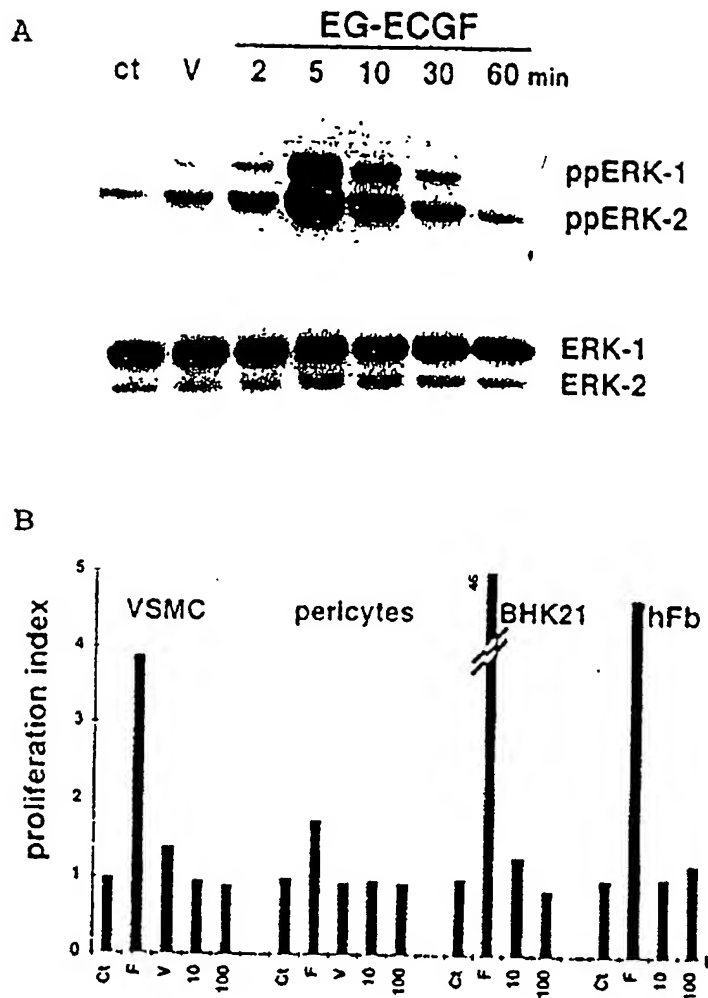 A
EG-ECGF
ct V 2 5 10 30 60 min
ppERK-1
ppERK-2
ERK-1
ERK-2
B
proliferation index
5
4
3
2
1
0
VSMC pericytes BHK21 hFb
46
Ct F V 10 100 Ct F V 10 100 Ct F 10 100 Ct F 10 100